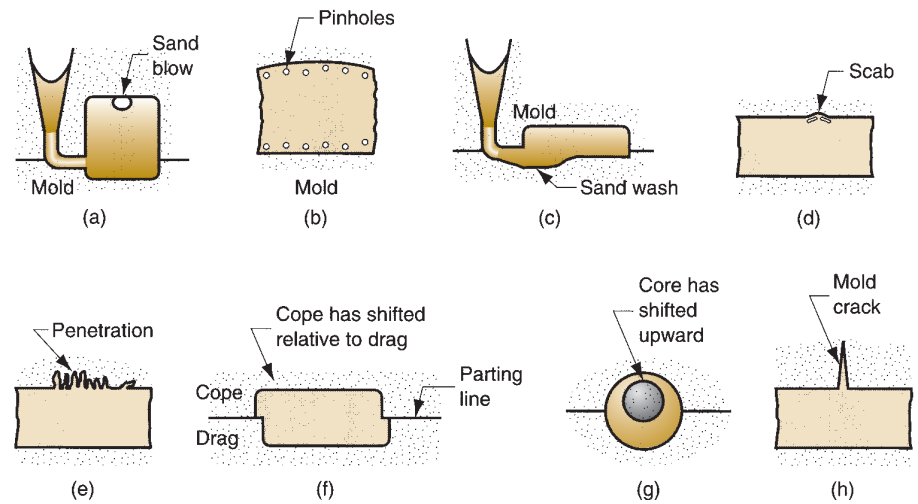 Sand
blow
Mold
(a)
Pinholes
Mold
(b)
Mold
Sand wash
(c)
Scab
(d)
Penetration
(e)
Cope has shifted
relative to drag
Cope
Drag
Parting
line
(f)
Core has
shifted
upward
(g)
Mold
crack
(h)